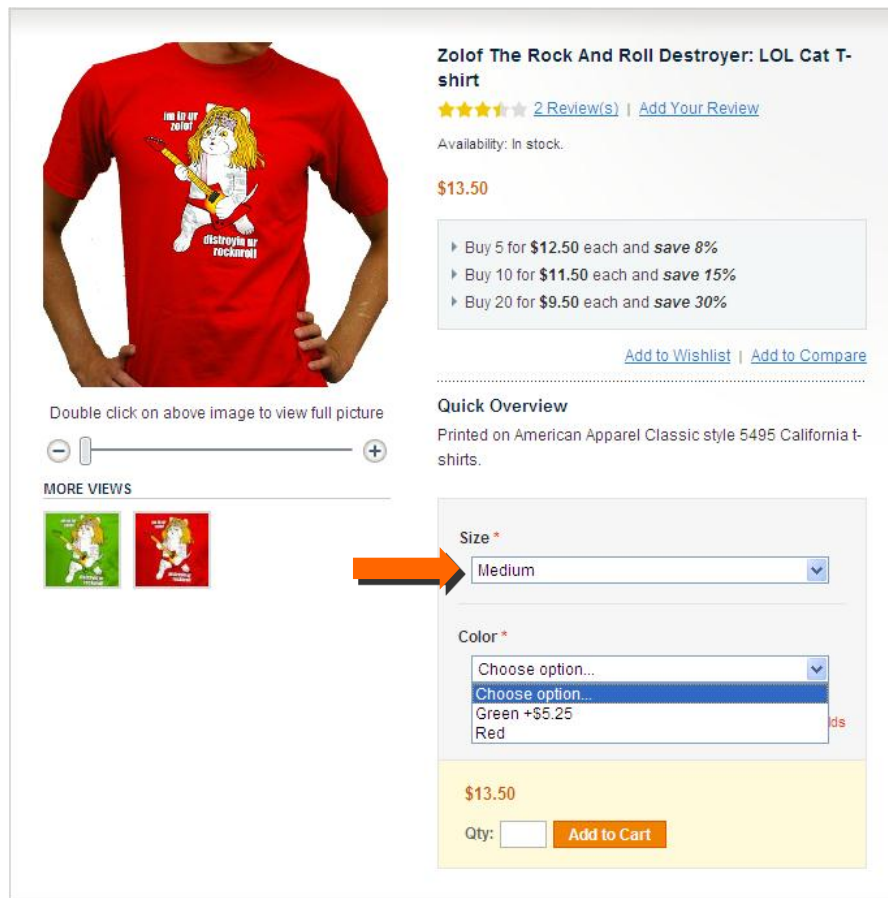 im in ur
zolof
distroyin ur
rocknroll
Double click on above image to view full picture
MORE VIEWS
Zolof The Rock And Roll Destroyer: LOL Cat T-
shirt
2 Review(s) | Add Your Review
Availability: In stock.
$13.50
Buy 5 for $12.50 each and save 8%
Buy 10 for $11.50 each and save 15%
Buy 20 for $9.50 each and save 30%
Add to Wishlist | Add to Compare
Quick Overview
Printed on American Apparel Classic style 5495 California t-
shirts.
Size *
Medium
Color *
Choose option...
Choose option...
Green +$5.25
Red
$13.50
Qty:
Add to Cart